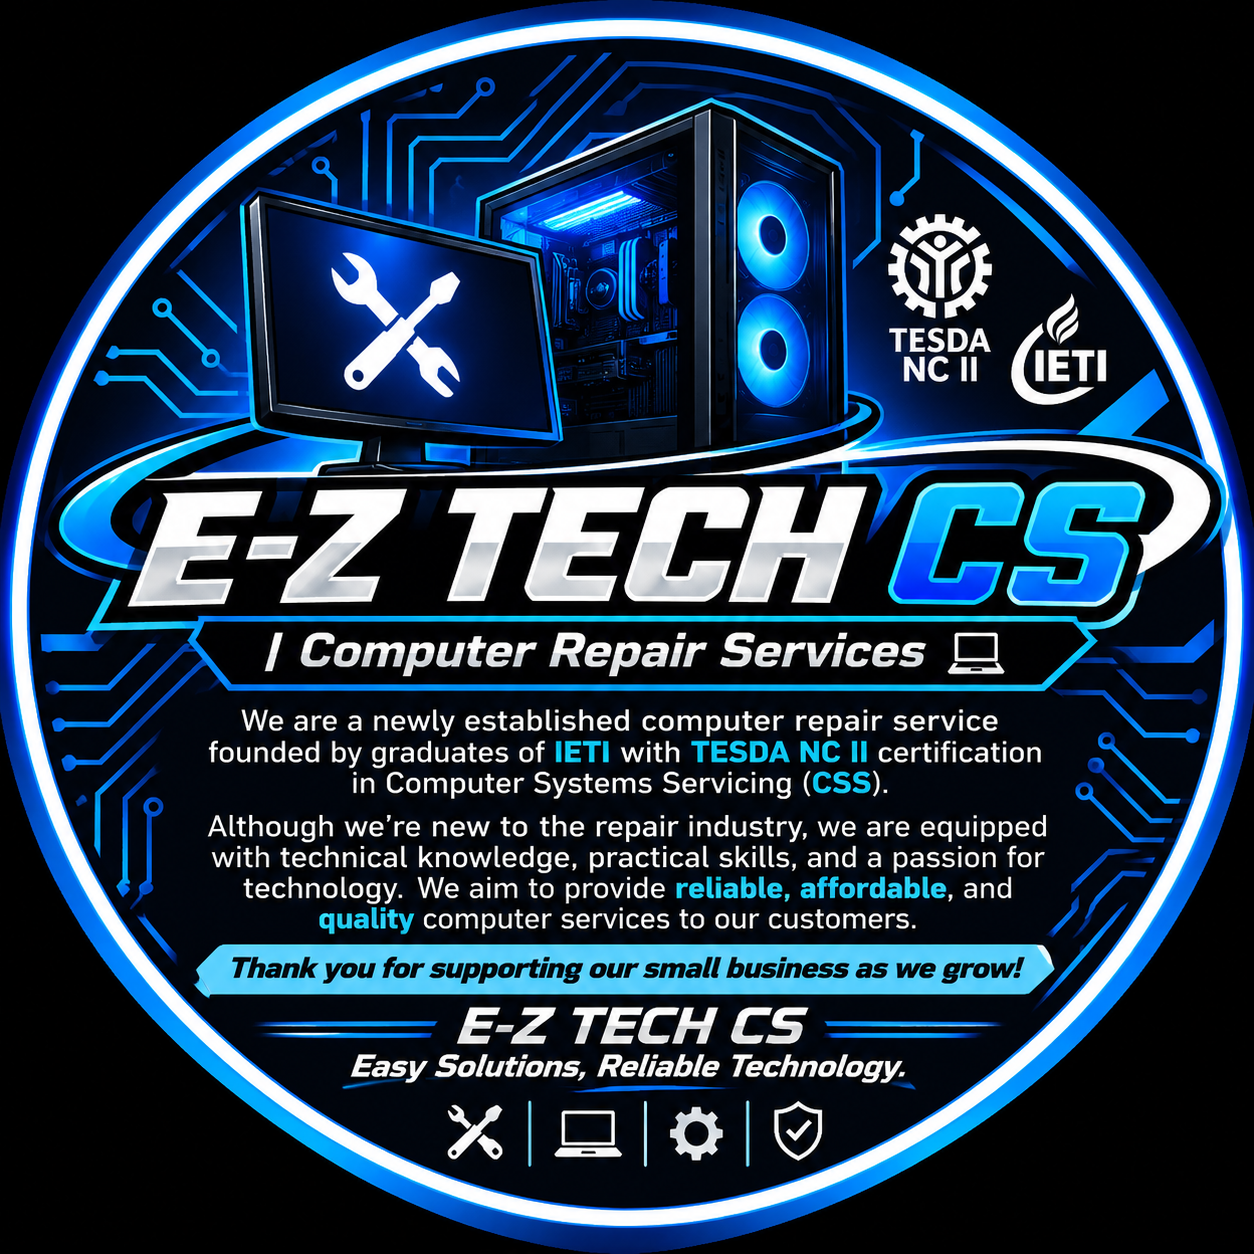 TESDA
NC II
IETI
E-Z TECH CS
| Computer Repair Services
We are a newly established computer repair service
founded by graduates of IETI with TESDA NC II certification
in Computer Systems Servicing (CSS).
Although we're new to the repair industry, we are equipped
with technical knowledge, practical skills, and a passion for
technology. We aim to provide reliable, affordable, and
quality computer services to our customers.
Thank you for supporting our small business as we grow!
E-Z TECH CS
Easy Solutions, Reliable Technology.